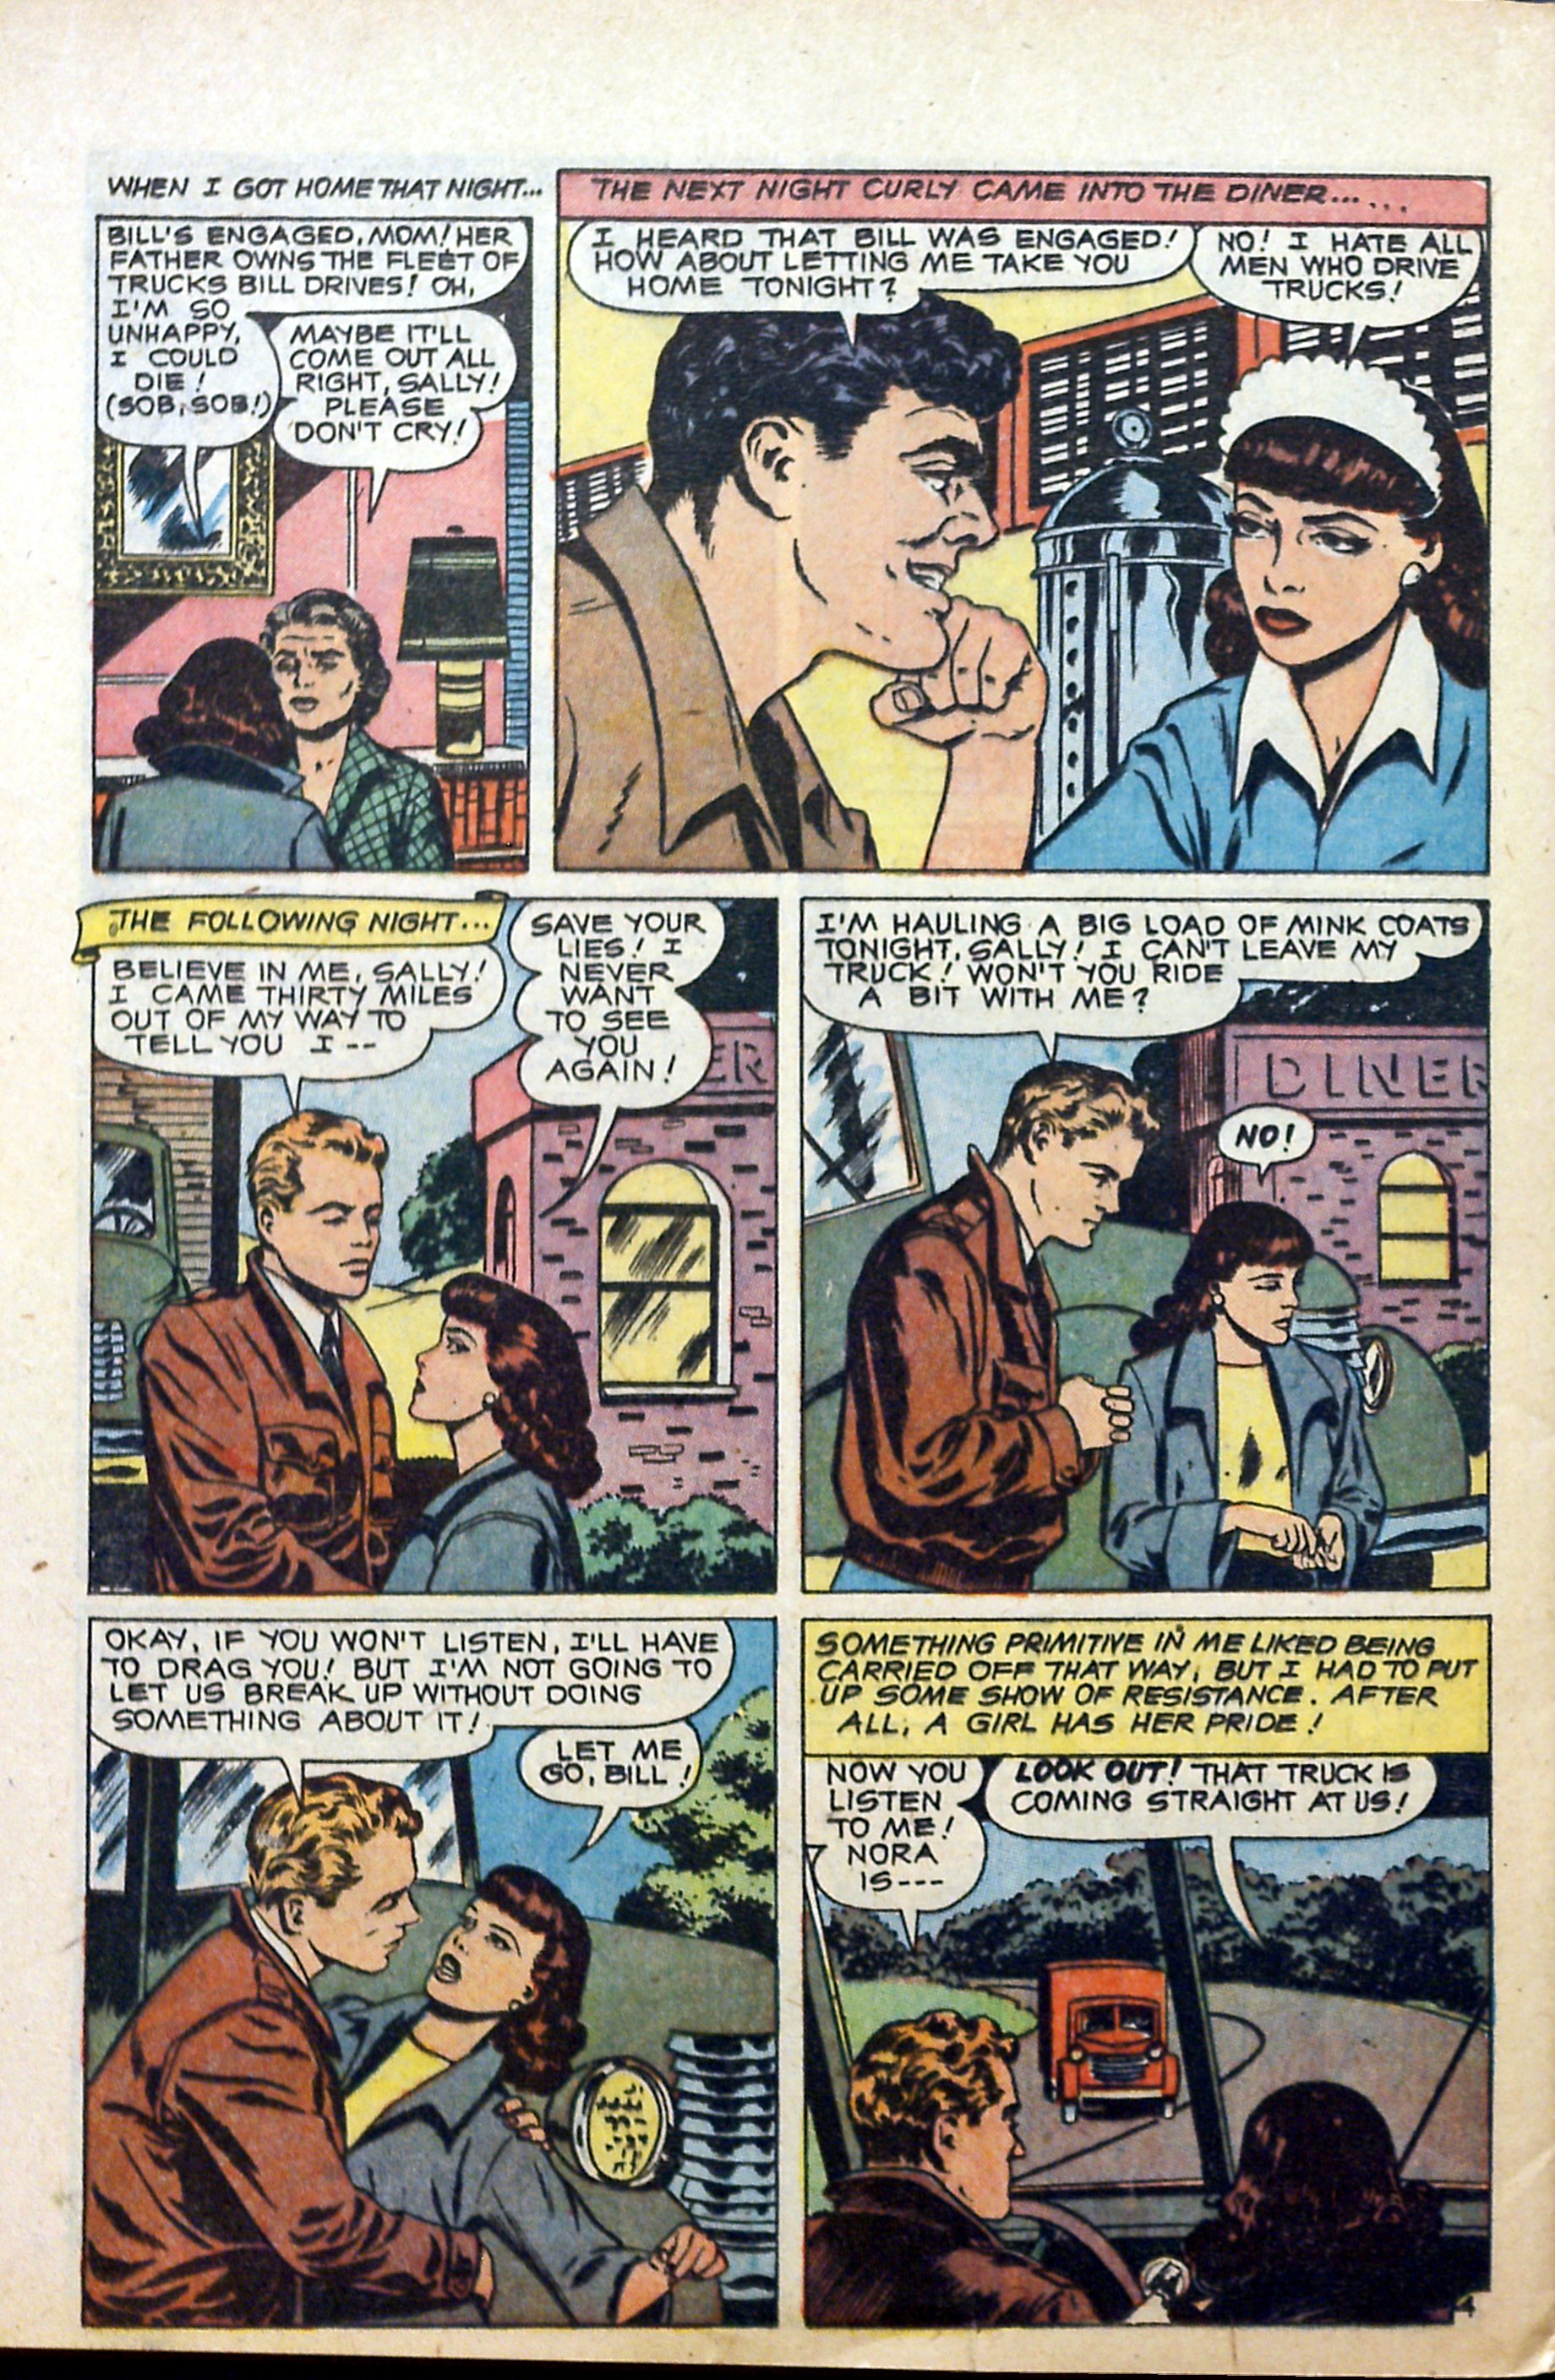 WHEN I GOT HOME THAT NIGHT...
BILL'S ENGAGED, MOM! HER
FATHER OWNS THE FLEET OF
TRUCKS BILL DRIVES! OH,
I'M SO
UNHAPPY,
I COULD
DIE!
(SOB, SOB!)
MAYBE IT'LL
COME OUT ALL
RIGHT, SALLY!
PLEASE
DON'T CRY!
THE NEXT NIGHT CURLY CAME INTO THE DINER......
I HEARD THAT BILL WAS ENGAGED!
HOW ABOUT LETTING ME TAKE YOU
HOME TONIGHT?
NO! I HATE ALL
MEN WHO DRIVE
TRUCKS!
THE FOLLOWING NIGHT...
BELIEVE IN ME, SALLY!
I CAME THIRTY MILES
OUT OF MY WAY TO
TELL YOU I--
SAVE YOUR
LIES! I
NEVER
WANT
TO SEE
YOU
AGAIN!
ER
I'M HAULING A BIG LOAD OF MINK COATS
TONIGHT, SALLY! I CAN'T LEAVE MY
TRUCK! WON'T YOU RIDE
A BIT WITH ME?
DINER
NO!
OKAY, IF YOU WON'T LISTEN, I'LL HAVE
TO DRAG YOU! BUT I'M NOT GOING TO
LET US BREAK UP WITHOUT DOING
SOMETHING ABOUT IT!
LET ME
GO, BILL!
SOMETHING PRIMITIVE IN ME LIKED BEING
CARRIED OFF THAT WAY, BUT I HAD TO PUT
UP SOME SHOW OF RESISTANCE. AFTER
ALL, A GIRL HAS HER PRIDE!
NOW YOU
LISTEN
TO ME!
NORA
IS---
LOOK OUT! THAT TRUCK IS
COMING STRAIGHT AT US!
4